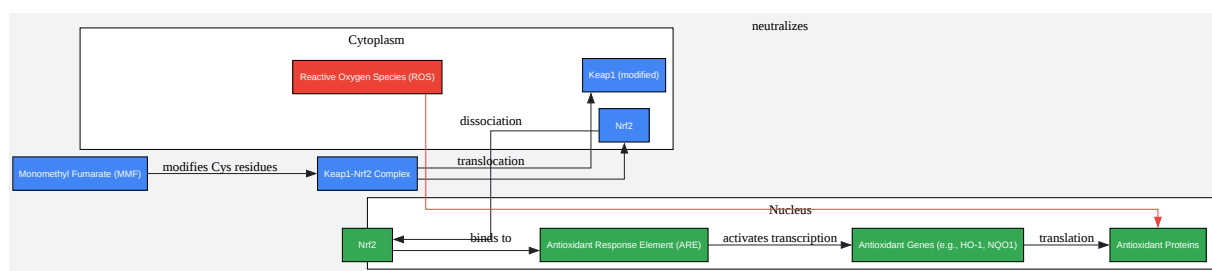 neutralizes
Cytoplasm
Reactive Oxygen Species (ROS)
Keap1 (modified)
dissociation
Nrf2
Monomethyl Fumarate (MMF)
modifies Cys residues
Keap1-Nrf2 Complex
translocation
Nucleus
Nrf2
binds to
Antioxidant Response Element (ARE)
activates transcription
Antioxidant Genes (e.g., HO-1, NQO1)
translation
Antioxidant Proteins